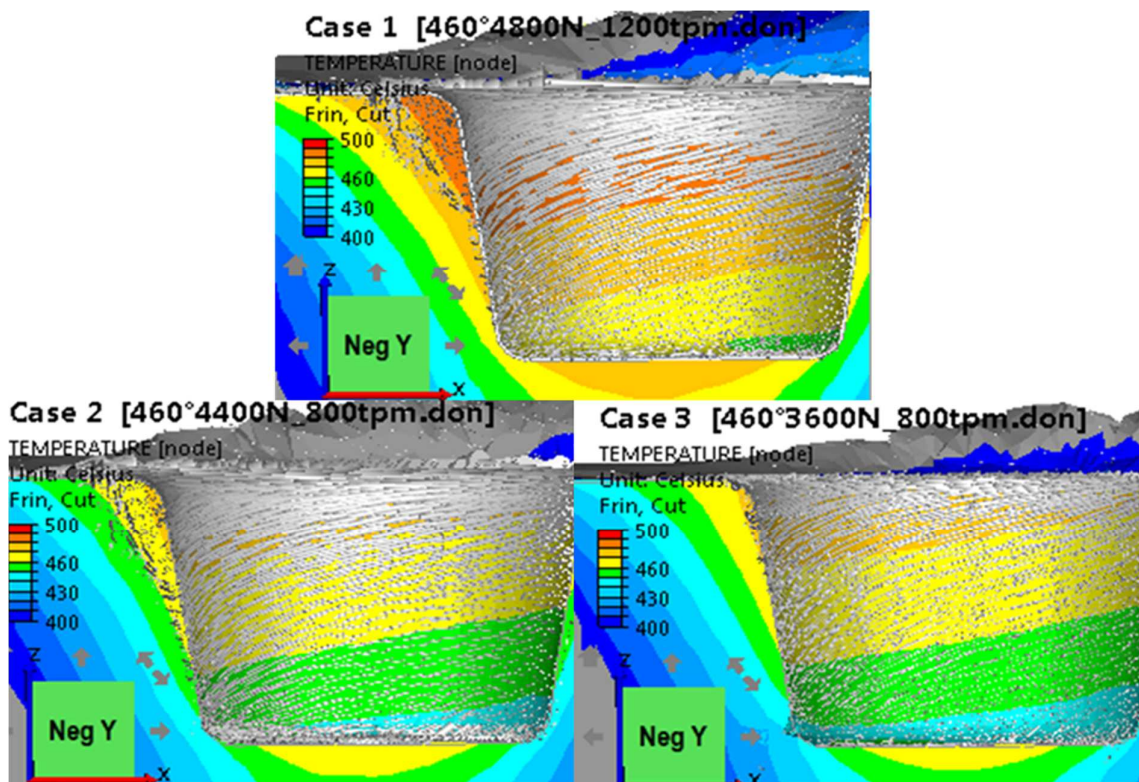 Case 1 [460°4800N_1200tpm.don]
TEMPERATURE [node]
Unit: Celsius
Frin, Cut
500
460
430
400
Z
Neg Y
X
Case 2 [460°4400N_800tpm.don]
TEMPERATURE [node]
Unit: Celsius
Frin, Cut
500
460
430
400
Z
Neg Y
X
Case 3 [460°3600N_800tpm.don]
TEMPERATURE [node]
Unit: Celsius
Frin, Cut
500
460
430
400
Z
Neg Y
X